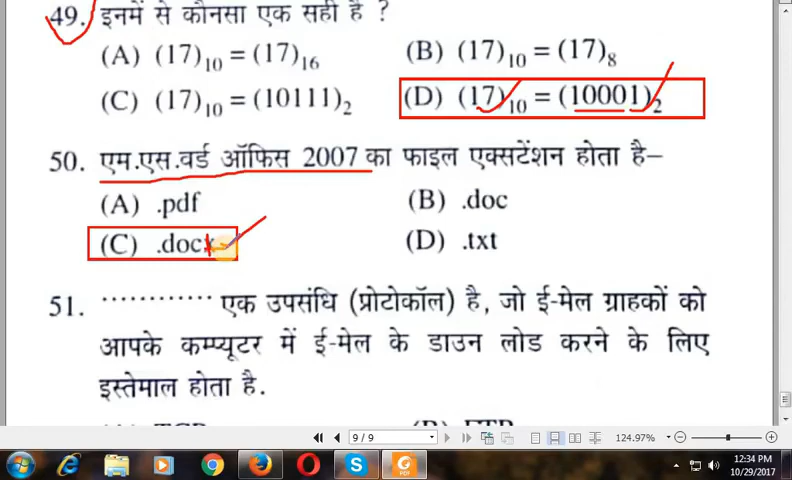 49. इनमें से कौनसा एक सही है ?
(A) (17)₁₀ = (17)₁₆ (B) (17)₁₀ = (17)₈
(C) (17)₁₀ = (10111)₂ (D) (17)₁₀ = (10001)₂
50. एम.एस.वर्ड ऑफिस 2007 का फाइल एक्सटेंशन होता है–
(A) .pdf (B) .doc
(C) .docx (D) .txt
51. ············ एक उपसंधि (प्रोटोकॉल) है, जो ई-मेल ग्राहकों को
आपके कम्प्यूटर में ई-मेल के डाउन लोड करने के लिए
इस्तेमाल होता है.
9 / 9 124.97%
PDF
12:34 PM
10/29/2017